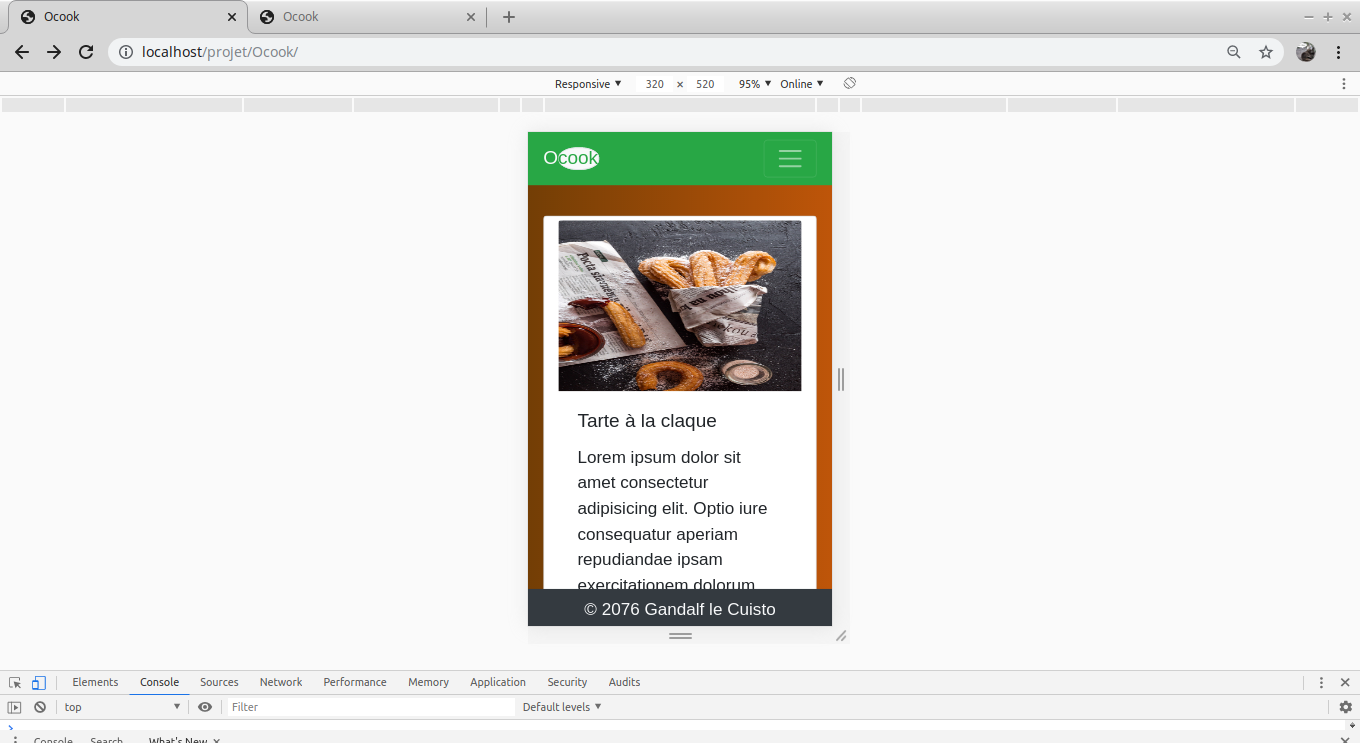 Ocook
Ocook
localhost/projet/Ocook/
Responsive 320 × 520 95% Online
Ocook
Tarte à la claque
Lorem ipsum dolor sit
amet consectetur
adipisicing elit. Optio iure
consequatur aperiam
repudiandae ipsam
exercitationem dolorum
© 2076 Gandalf le Cuisto
Elements Console Sources Network Performance Memory Application Security Audits
top Filter Default levels
Console Search What's New